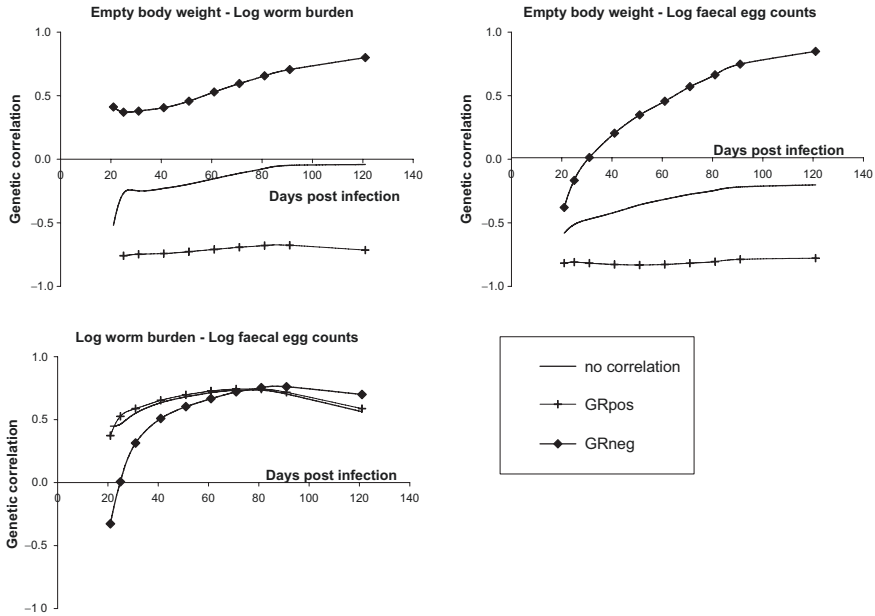 Empty body weight - Log worm burden
1.0
0.5
0.0
−0.5
−1.0
0 20 40 60 80 100 120 140
Days post infection
Genetic correlation
Empty body weight - Log faecal egg counts
1.0
0.5
0.0
−0.5
−1.0
0 20 40 60 80 100 120 140
Days post infection
Genetic correlation
Log worm burden - Log faecal egg counts
1.0
0.5
0.0
−0.5
−1 0
0 20 40 60 80 100 120 140
Days post infection
Genetic correlation
no correlation
GRpos
GRneg